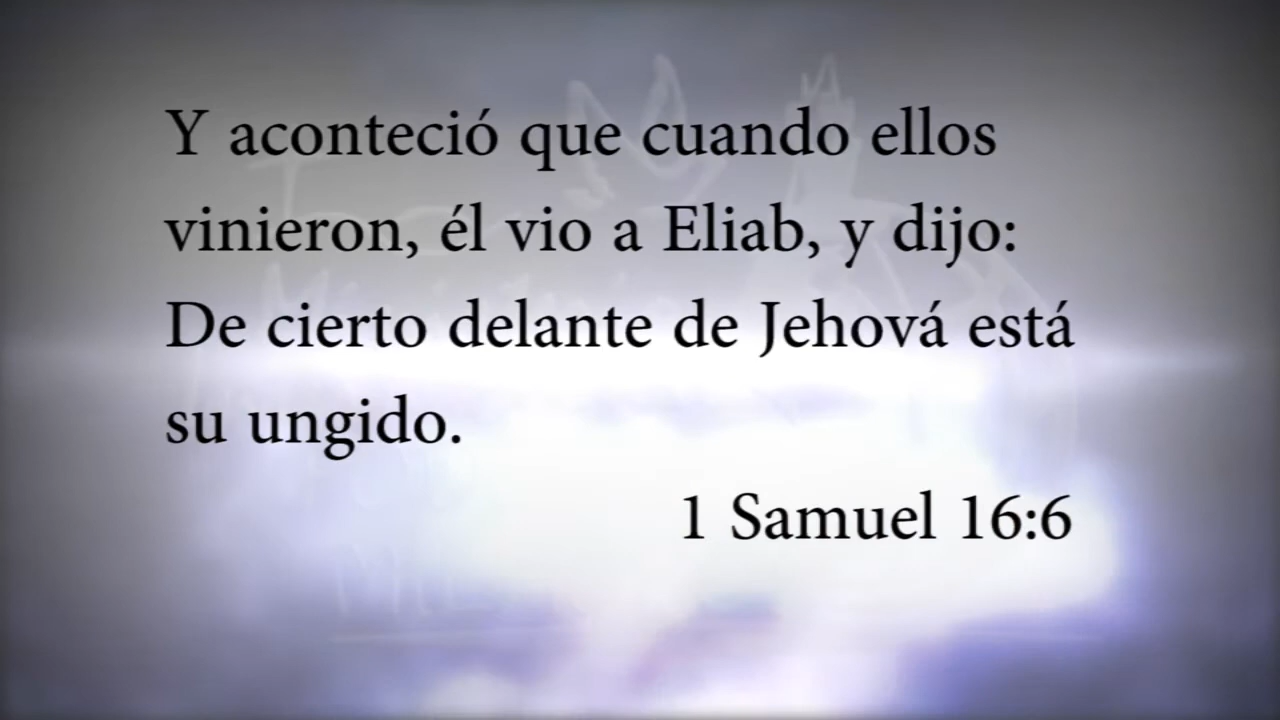 Y aconteció que cuando ellos
vinieron, él vio a Eliab, y dijo:
De cierto delante de Jehová está
su ungido.
1 Samuel 16:6